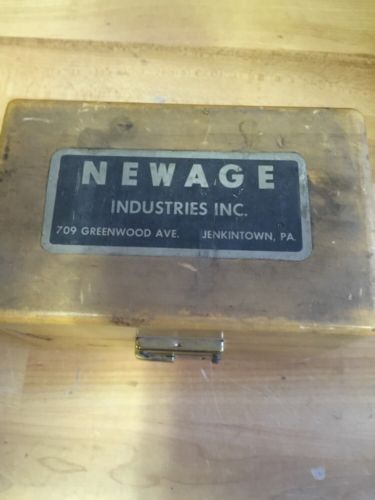 NEWAGE
INDUSTRIES INC.
709 GREENWOOD AVE. JENKINTOWN, PA.